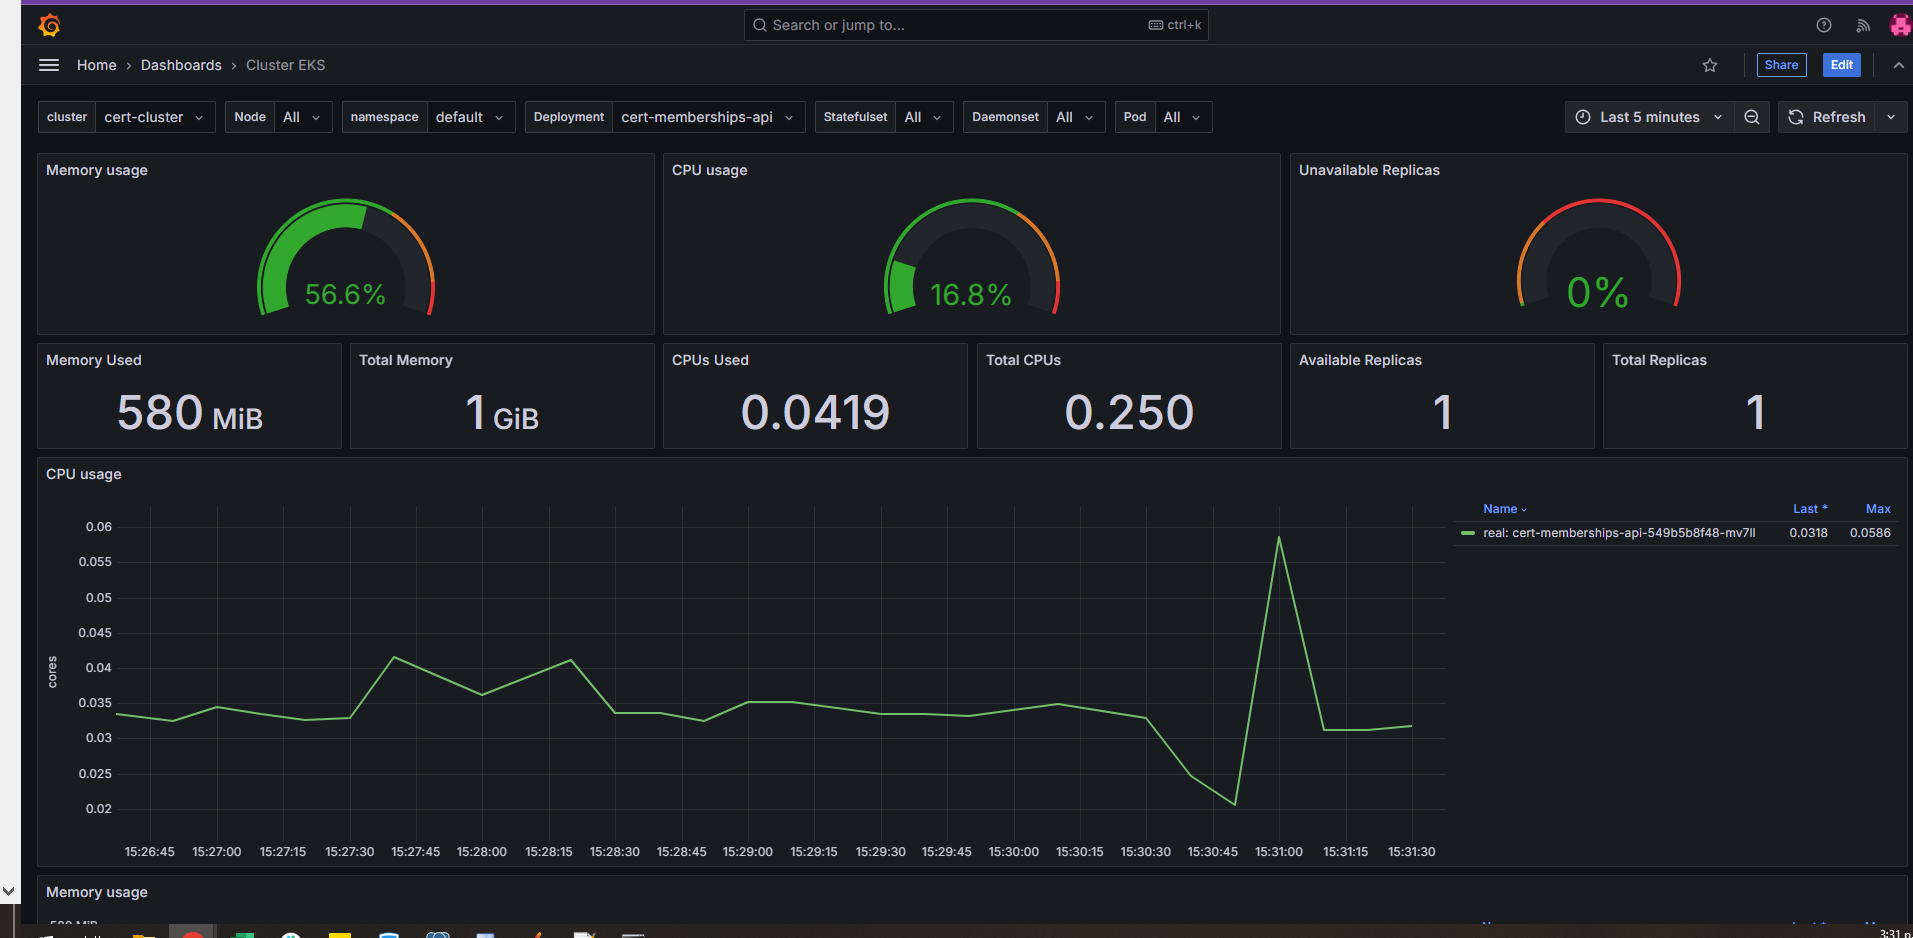 Search or jump to... ctrl+k
Home › Dashboards › Cluster EKS Share Edit
cluster cert-cluster Node All namespace default Deployment cert-memberships-api Statefulset All Daemonset All Pod All Last 5 minutes Refresh
Memory usage CPU usage Unavailable Replicas
56.6% 16.8% 0%
Memory Used Total Memory CPUs Used Total CPUs Available Replicas Total Replicas
580 MiB 1 GiB 0.0419 0.250 1 1
CPU usage
Name Last * Max
real: cert-memberships-api-549b5b8f48-mv7ll 0.0318 0.0586
0.06
0.055
0.05
0.045
0.04
0.035
0.03
0.025
0.02
cores
15:26:45 15:27:00 15:27:15 15:27:30 15:27:45 15:28:00 15:28:15 15:28:30 15:28:45 15:29:00 15:29:15 15:29:30 15:29:45 15:30:00 15:30:15 15:30:30 15:30:45 15:31:00 15:31:15 15:31:30
Memory usage
580 MiB
3:31 p